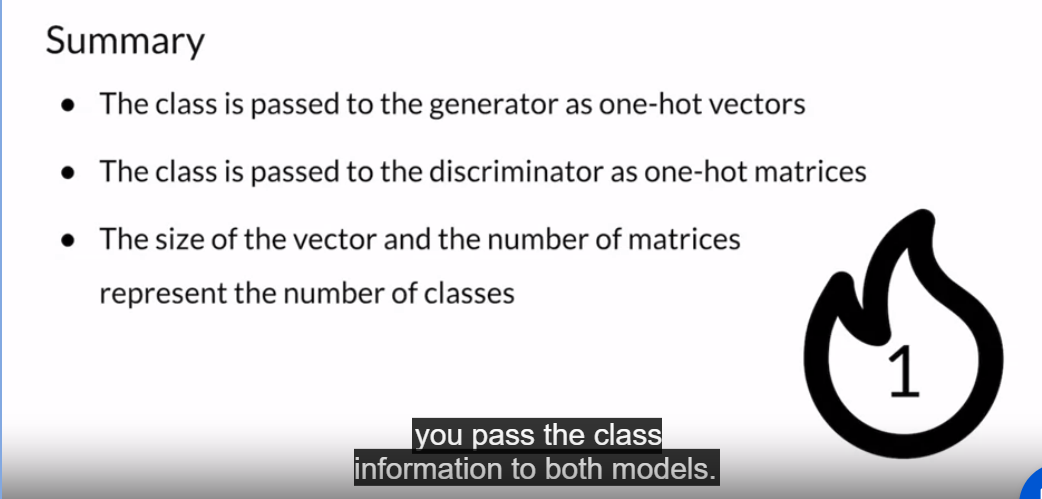 Summary
• The class is passed to the generator as one-hot vectors
• The class is passed to the discriminator as one-hot matrices
• The size of the vector and the number of matrices
represent the number of classes
1
you pass the class
information to both models.